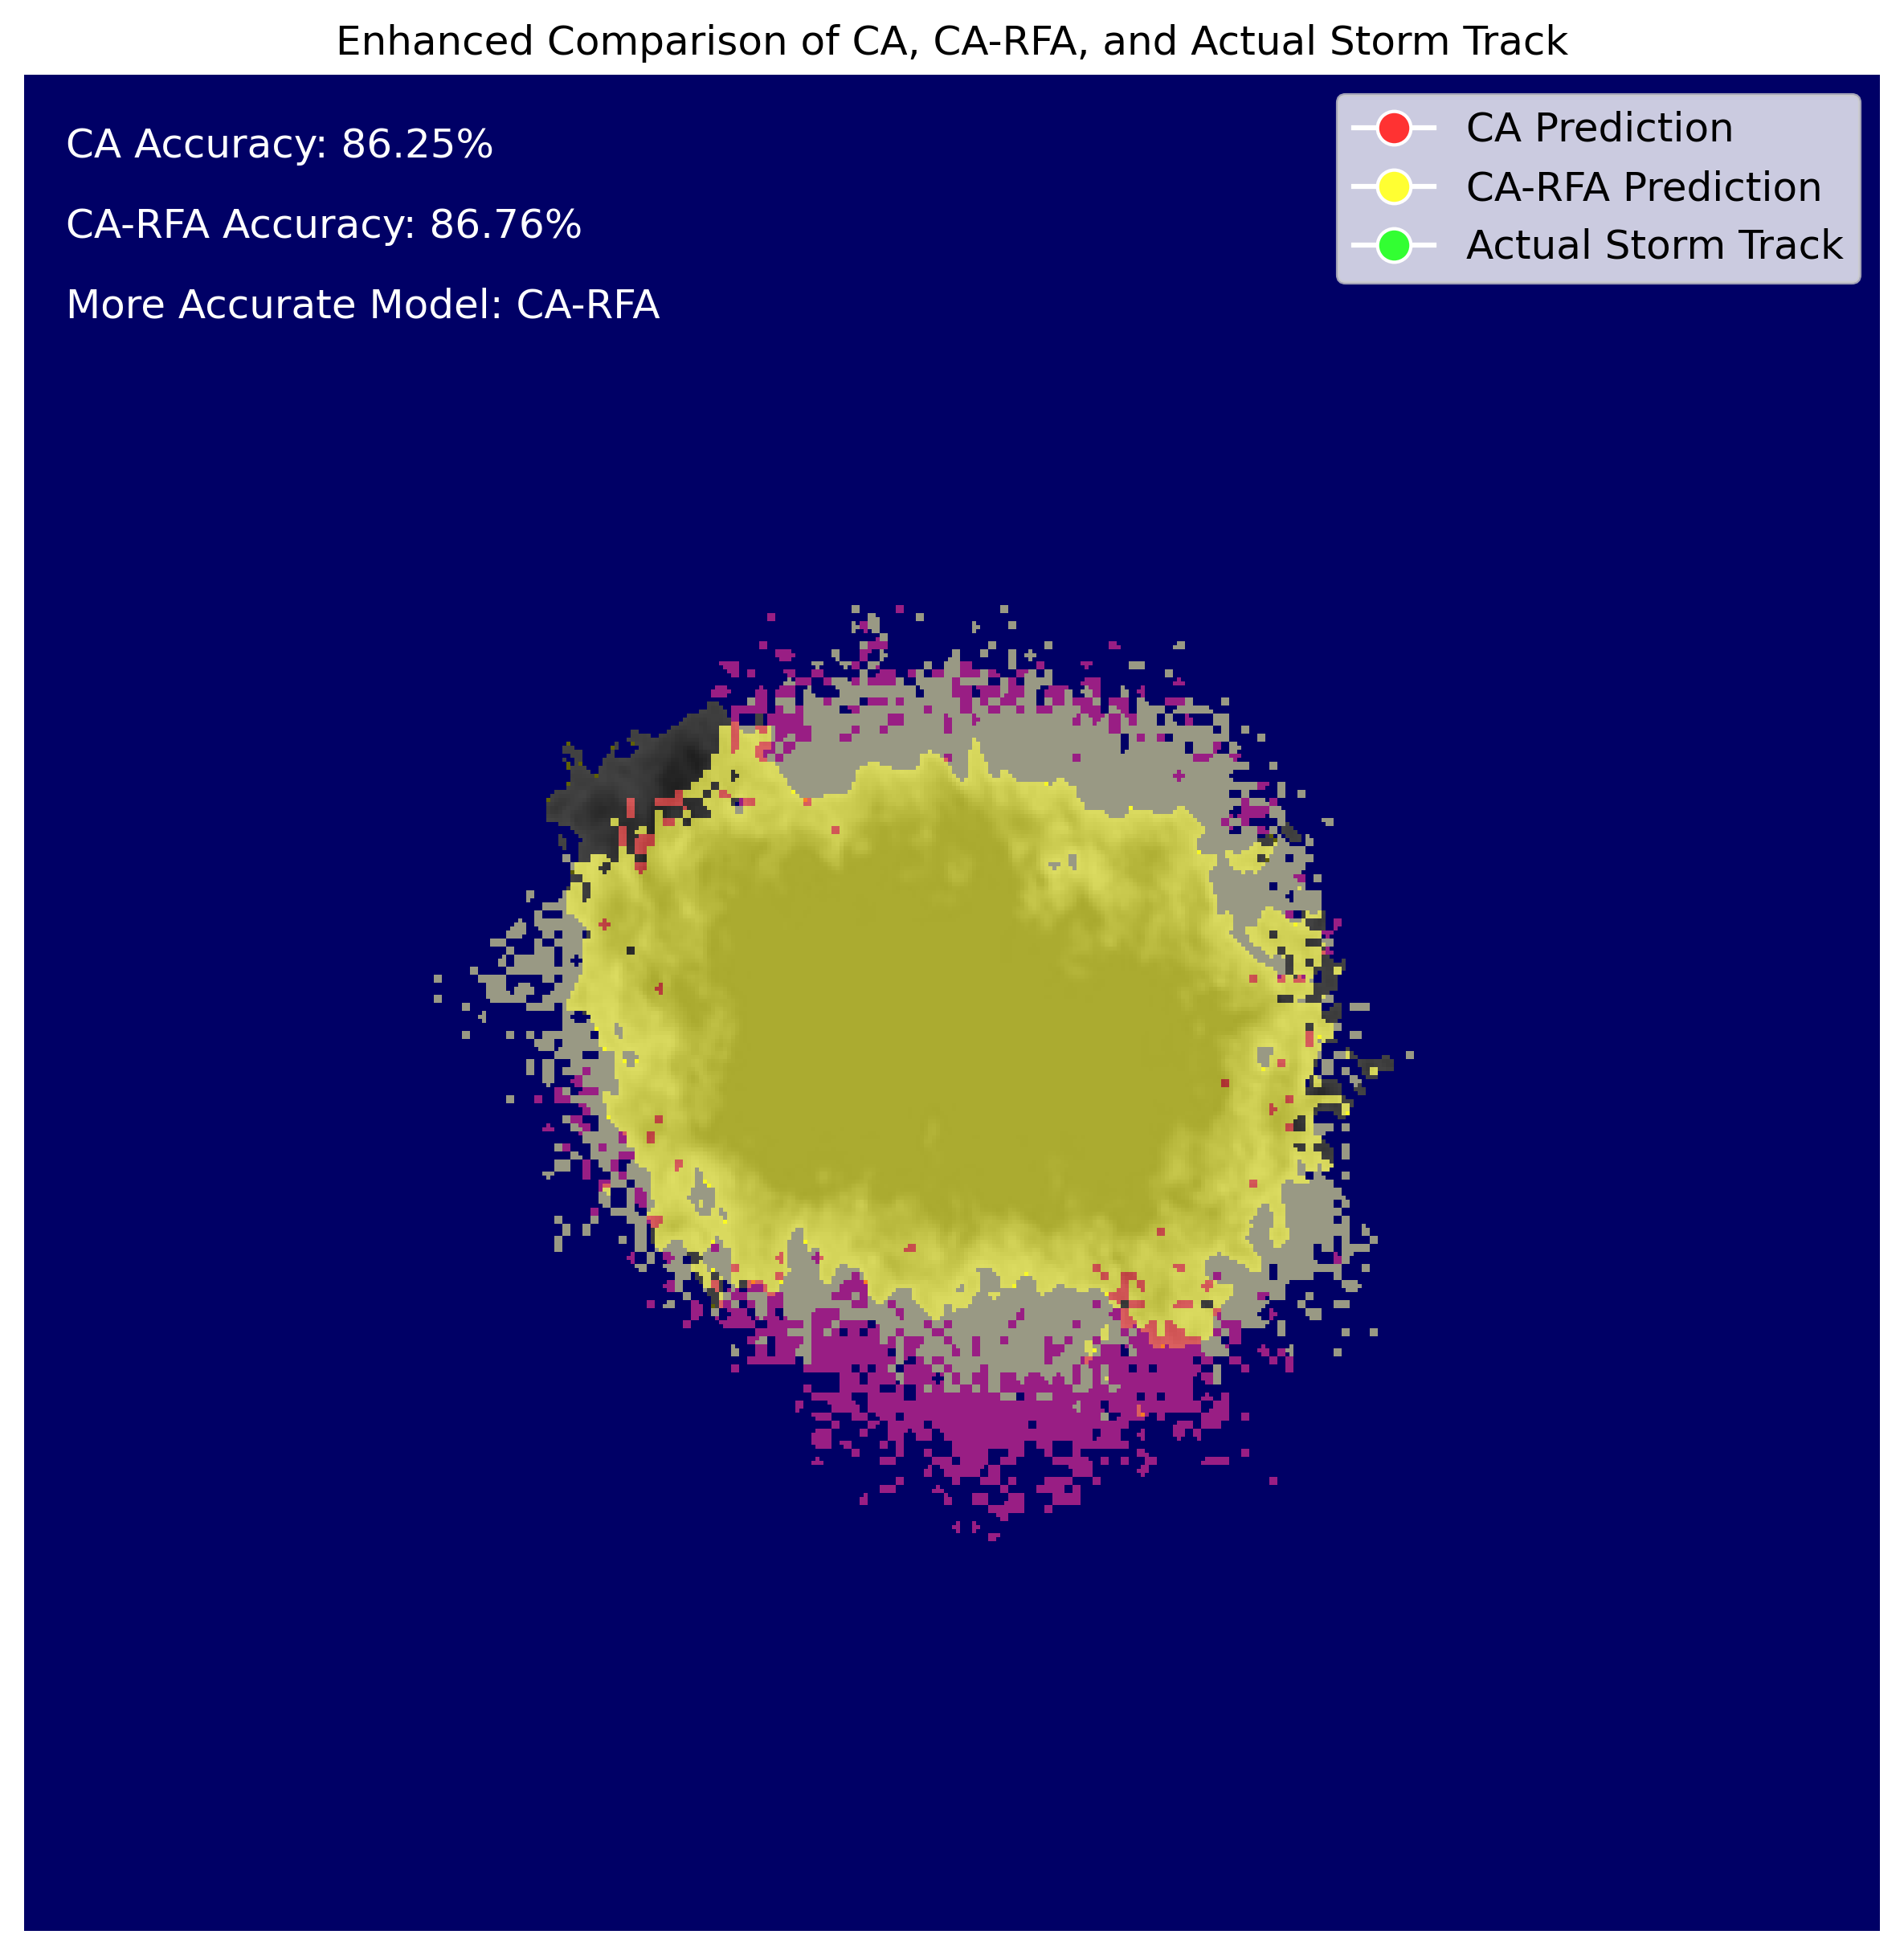 Enhanced Comparison of CA, CA-RFA, and Actual Storm Track
CA Accuracy: 86.25%
CA-RFA Accuracy: 86.76%
More Accurate Model: CA-RFA
CA Prediction
CA-RFA Prediction
Actual Storm Track